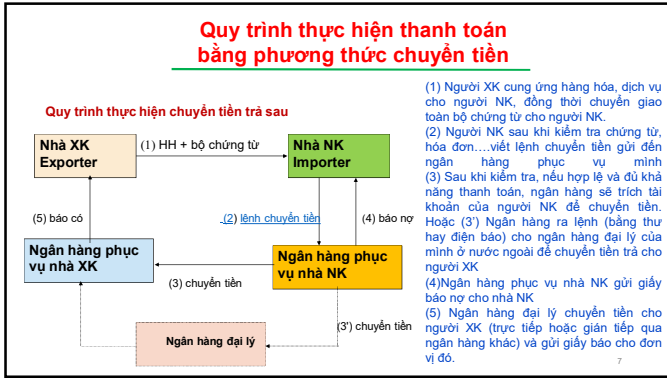 Quy trình thực hiện thanh toán
bằng phương thức chuyển tiền
Quy trình thực hiện chuyển tiền trả sau
Nhà XK
Exporter
(1) HH + bộ chứng từ
Nhà NK
Importer
(5) báo có
(2) lệnh chuyển tiền
(4) báo nợ
Ngân hàng phục
vụ nhà XK
(3) chuyển tiền
Ngân hàng phục
vụ nhà NK
Ngân hàng đại lý
(3') chuyển tiền
(1) Người XK cung ứng hàng hóa, dịch vụ
cho người NK, đồng thời chuyển giao
toàn bộ chứng từ cho người NK.
(2) Người NK sau khi kiểm tra chứng từ,
hóa đơn….viết lệnh chuyển tiền gửi đến
ngân hàng phục vụ mình
(3) Sau khi kiểm tra, nếu hợp lệ và đủ khả
năng thanh toán, ngân hàng sẽ trích tài
khoản của người NK để chuyển tiền.
Hoặc (3’) Ngân hàng ra lệnh (bằng thư
hay điện báo) cho ngân hàng đại lý của
mình ở nước ngoài để chuyển tiền trả cho
người XK
(4)Ngân hàng phục vụ nhà NK gửi giấy
báo nợ cho nhà NK
(5) Ngân hàng đại lý chuyển tiền cho
người XK (trực tiếp hoặc gián tiếp qua
ngân hàng khác) và gửi giấy báo cho đơn
vị đó.
7